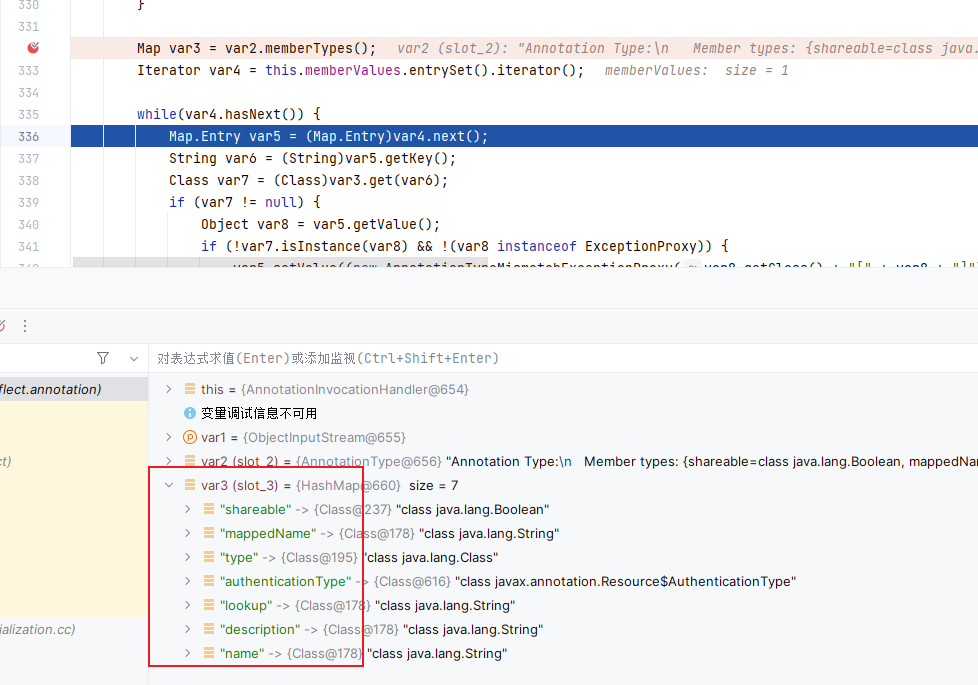 330 }
331
Map var3 = var2.memberTypes(); var2 (slot_2): "Annotation Type:\n Member types: {shareable=class java.
333 Iterator var4 = this.memberValues.entrySet().iterator(); memberValues: size = 1
334
335 while(var4.hasNext()) {
336 Map.Entry var5 = (Map.Entry)var4.next();
337 String var6 = (String)var5.getKey();
338 Class var7 = (Class)var3.get(var6);
339 if (var7 != null) {
340 Object var8 = var5.getValue();
341 if (!var7.isInstance(var8) && !(var8 instanceof ExceptionProxy)) {
对表达式求值(Enter)或添加监视(Ctrl+Shift+Enter)
flect.annotation)
this = {AnnotationInvocationHandler@654}
变量调试信息不可用
var1 = {ObjectInputStream@655}
ct)
var2 (slot_2) = {AnnotationType@656} "Annotation Type:\n Member types: {shareable=class java.lang.Boolean, mappedNam
var3 (slot_3) = {HashMap@660} size = 7
"shareable" -> {Class@237} "class java.lang.Boolean"
"mappedName" -> {Class@178} "class java.lang.String"
"type" -> {Class@195} "class java.lang.Class"
"authenticationType" -> {Class@616} "class javax.annotation.Resource$AuthenticationType"
"lookup" -> {Class@178} "class java.lang.String"
"description" -> {Class@178} "class java.lang.String"
ialization.cc)
"name" -> {Class@178} "class java.lang.String"